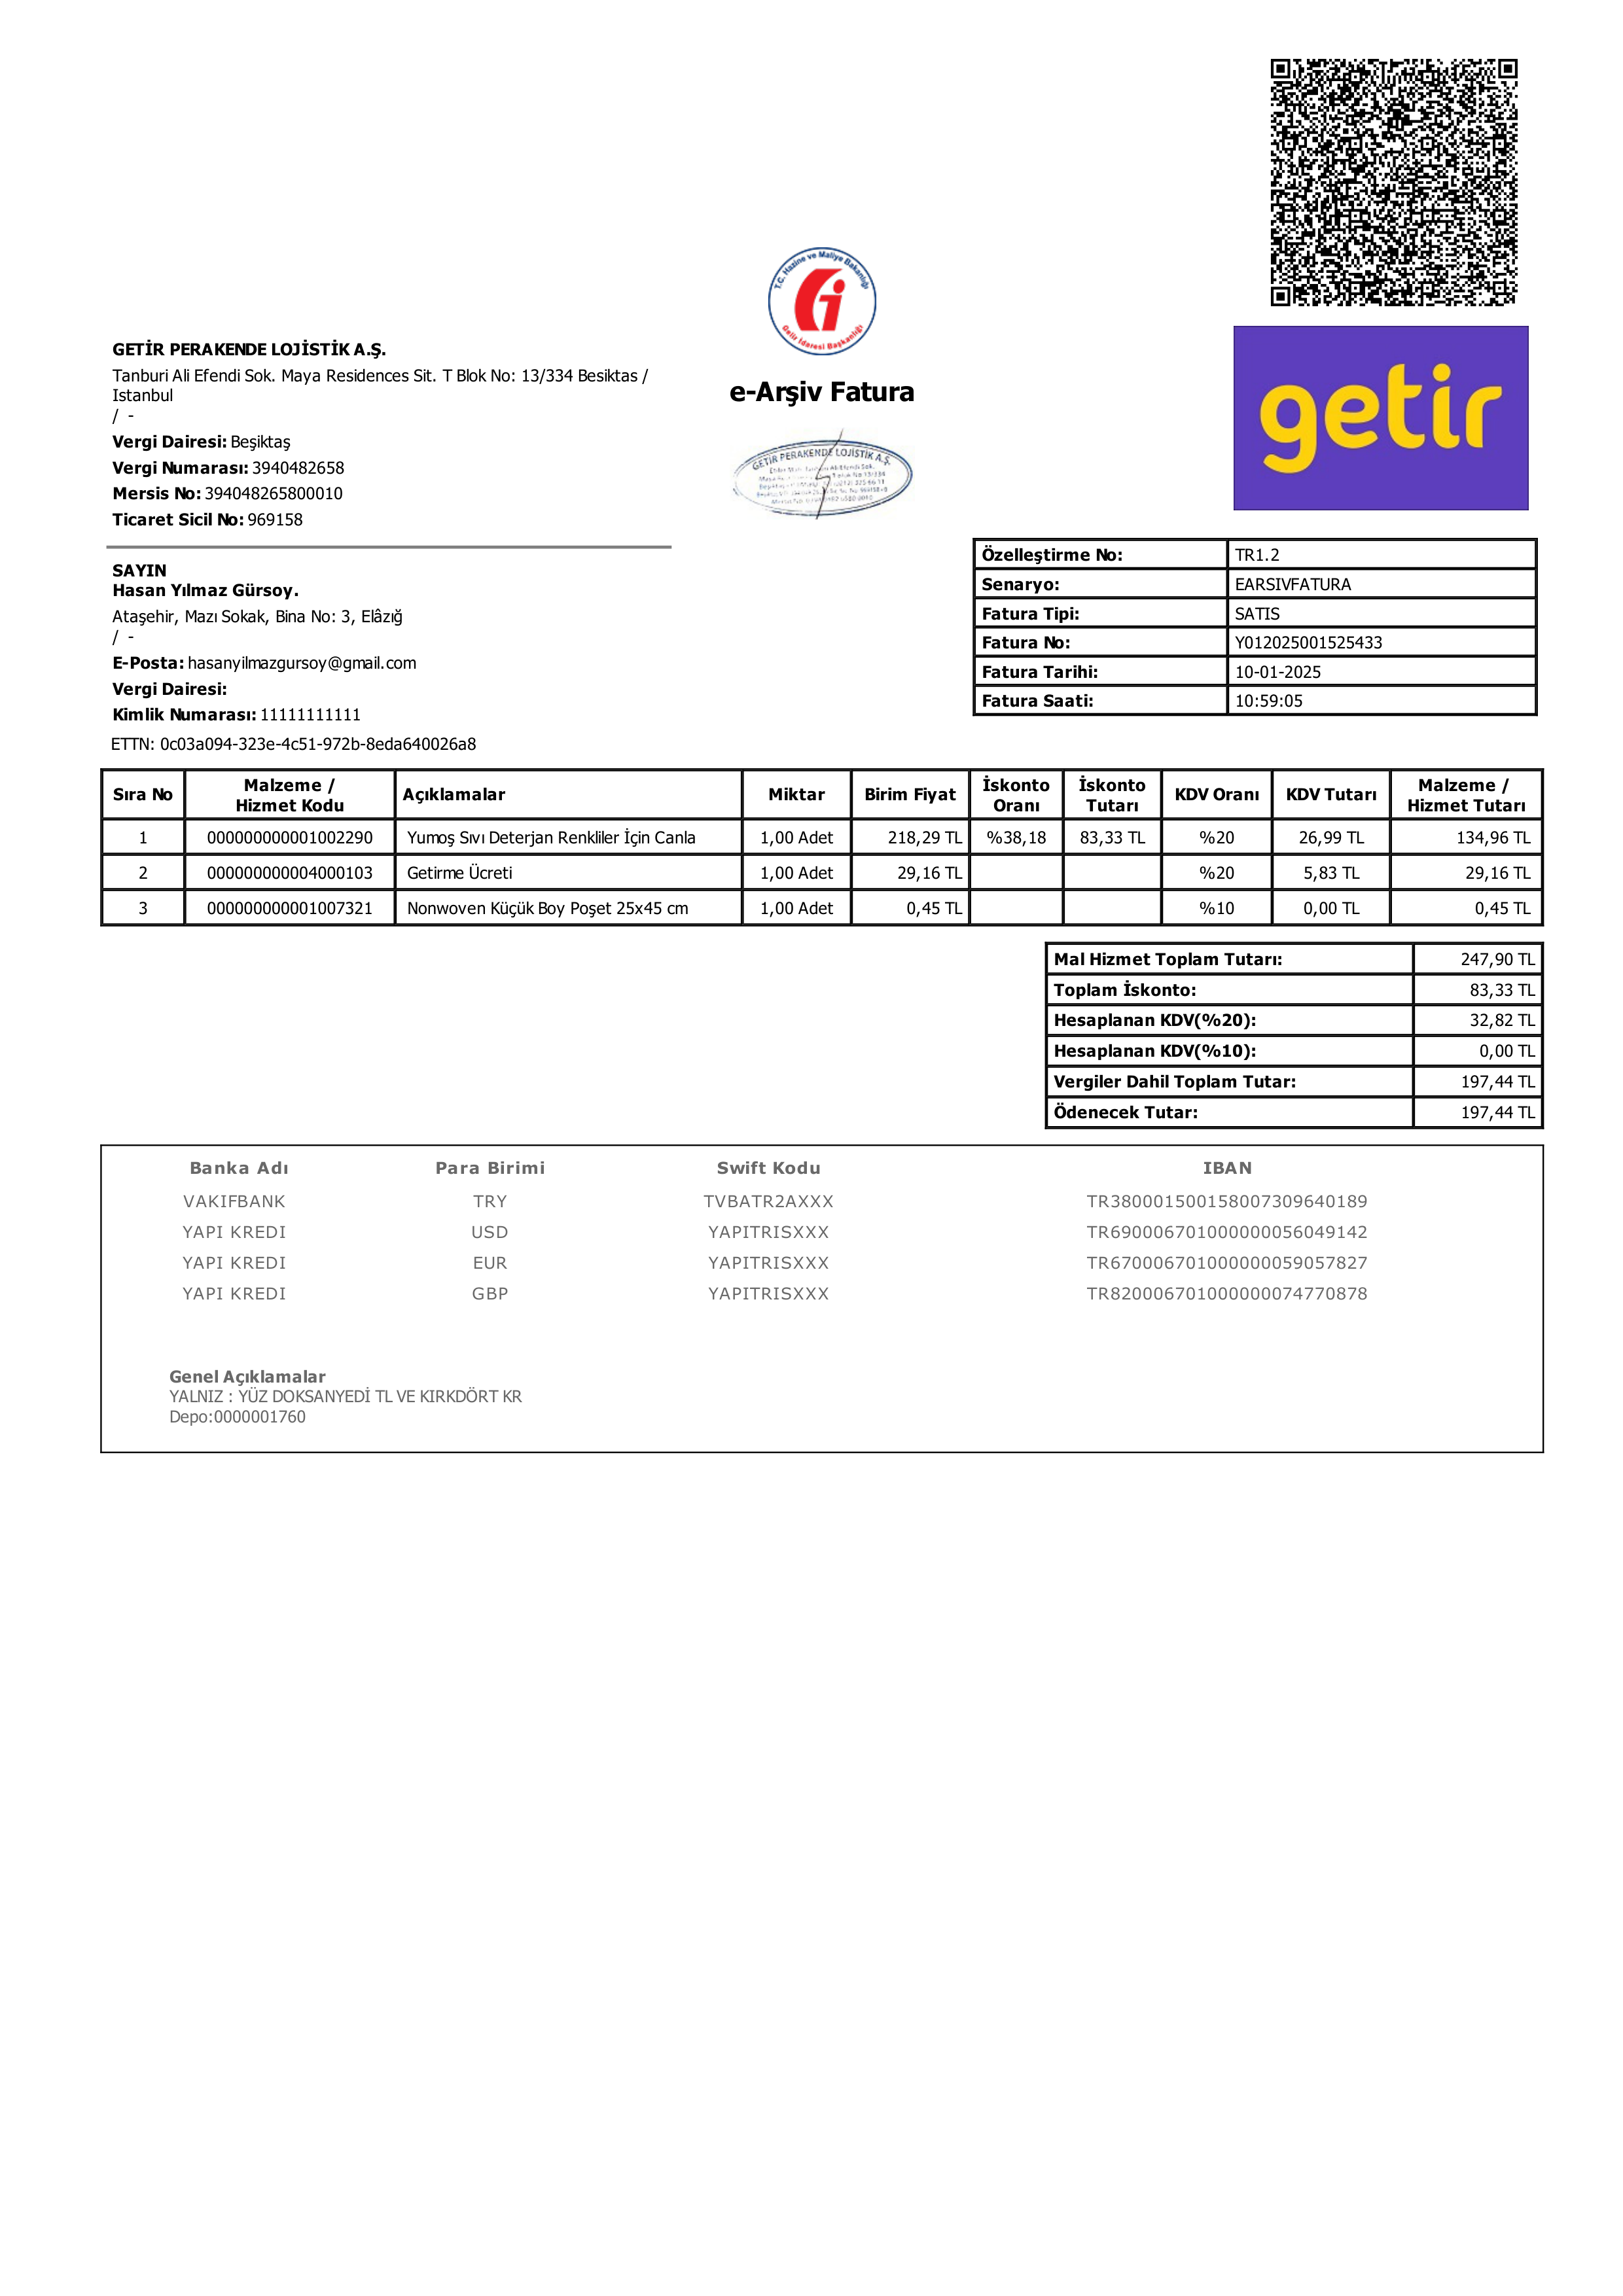 T.C. Hazine ve Maliye Bakanlığı
Gelir İdaresi Başkanlığı
GETİR PERAKENDE LOJİSTİK A.Ş.
Tanburi Ali Efendi Sok. Maya Residences Sit. T Blok No: 13/334 Besiktas /
Istanbul
/ -
Vergi Dairesi: Beşiktaş
Vergi Numarası: 3940482658
Mersis No: 394048265800010
Ticaret Sicil No: 969158
e-Arşiv Fatura
GETİR PERAKENDE LOJİSTİK A.Ş.
getir
SAYIN
Hasan Yılmaz Gürsoy.
Ataşehir, Mazı Sokak, Bina No: 3, Elâzığ
/ -
E-Posta: hasanyilmazgursoy@gmail.com
Vergi Dairesi:
Kimlik Numarası: 11111111111
ETTN: 0c03a094-323e-4c51-972b-8eda640026a8
Özelleştirme No: TR1.2
Senaryo: EARSIVFATURA
Fatura Tipi: SATIS
Fatura No: Y012025001525433
Fatura Tarihi: 10-01-2025
Fatura Saati: 10:59:05
Sıra No Malzeme / Hizmet Kodu Açıklamalar Miktar Birim Fiyat İskonto Oranı İskonto Tutarı KDV Oranı KDV Tutarı Malzeme / Hizmet Tutarı
1 000000000001002290 Yumoş Sıvı Deterjan Renkliler İçin Canla 1,00 Adet 218,29 TL %38,18 83,33 TL %20 26,99 TL 134,96 TL
2 000000000004000103 Getirme Ücreti 1,00 Adet 29,16 TL %20 5,83 TL 29,16 TL
3 000000000001007321 Nonwoven Küçük Boy Poşet 25x45 cm 1,00 Adet 0,45 TL %10 0,00 TL 0,45 TL
Mal Hizmet Toplam Tutarı: 247,90 TL
Toplam İskonto: 83,33 TL
Hesaplanan KDV(%20): 32,82 TL
Hesaplanan KDV(%10): 0,00 TL
Vergiler Dahil Toplam Tutar: 197,44 TL
Ödenecek Tutar: 197,44 TL
Banka Adı Para Birimi Swift Kodu IBAN
VAKIFBANK TRY TVBATR2AXXX TR380001500158007309640189
YAPI KREDI USD YAPITRISXXX TR690006701000000056049142
YAPI KREDI EUR YAPITRISXXX TR670006701000000059057827
YAPI KREDI GBP YAPITRISXXX TR820006701000000074770878
Genel Açıklamalar
YALNIZ : YÜZ DOKSANYEDİ TL VE KIRKDÖRT KR
Depo:0000001760